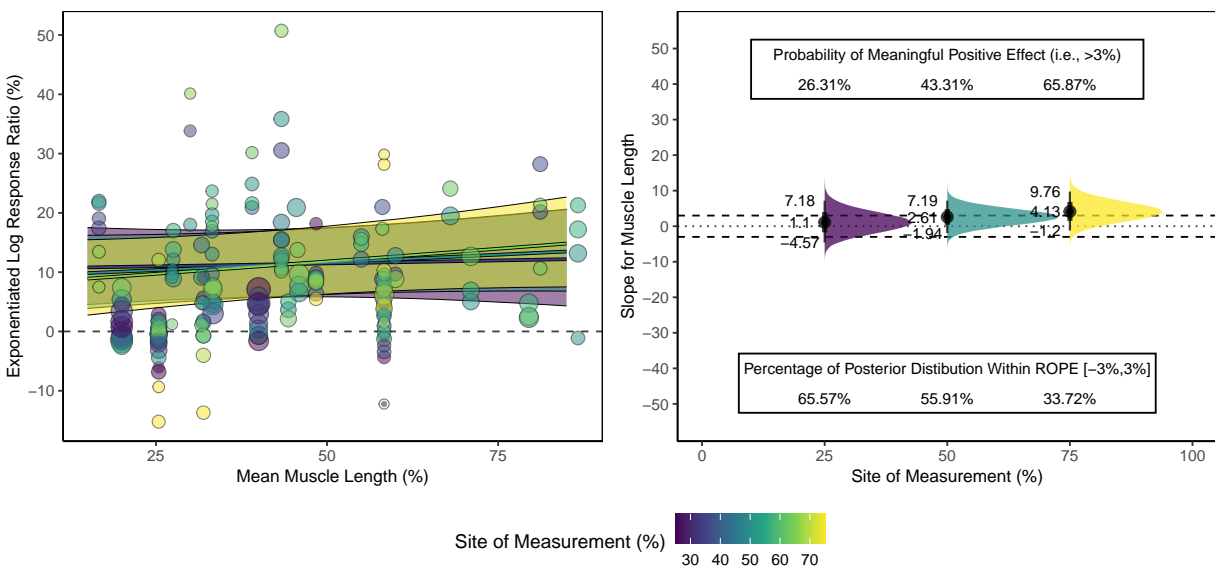 50
40
30
20
10
0
−10
25
50
75
Mean Muscle Length (%)
Exponentiated Log Response Ratio (%)
Probability of Meaningful Positive Effect (i.e., >3%)
26.31% 43.31% 65.87%
50
40
30
20
10
0
−10
−20
−30
−40
−50
Slope for Muscle Length
7.18
1.1
−4.57
7.19
2.61
−1.94
9.76
4.13
−1.2
Percentage of Posterior Distibution Within ROPE [−3%,3%]
65.57% 55.91% 33.72%
0 25 50 75 100
Site of Measurement (%)
Site of Measurement (%)
30 40 50 60 70